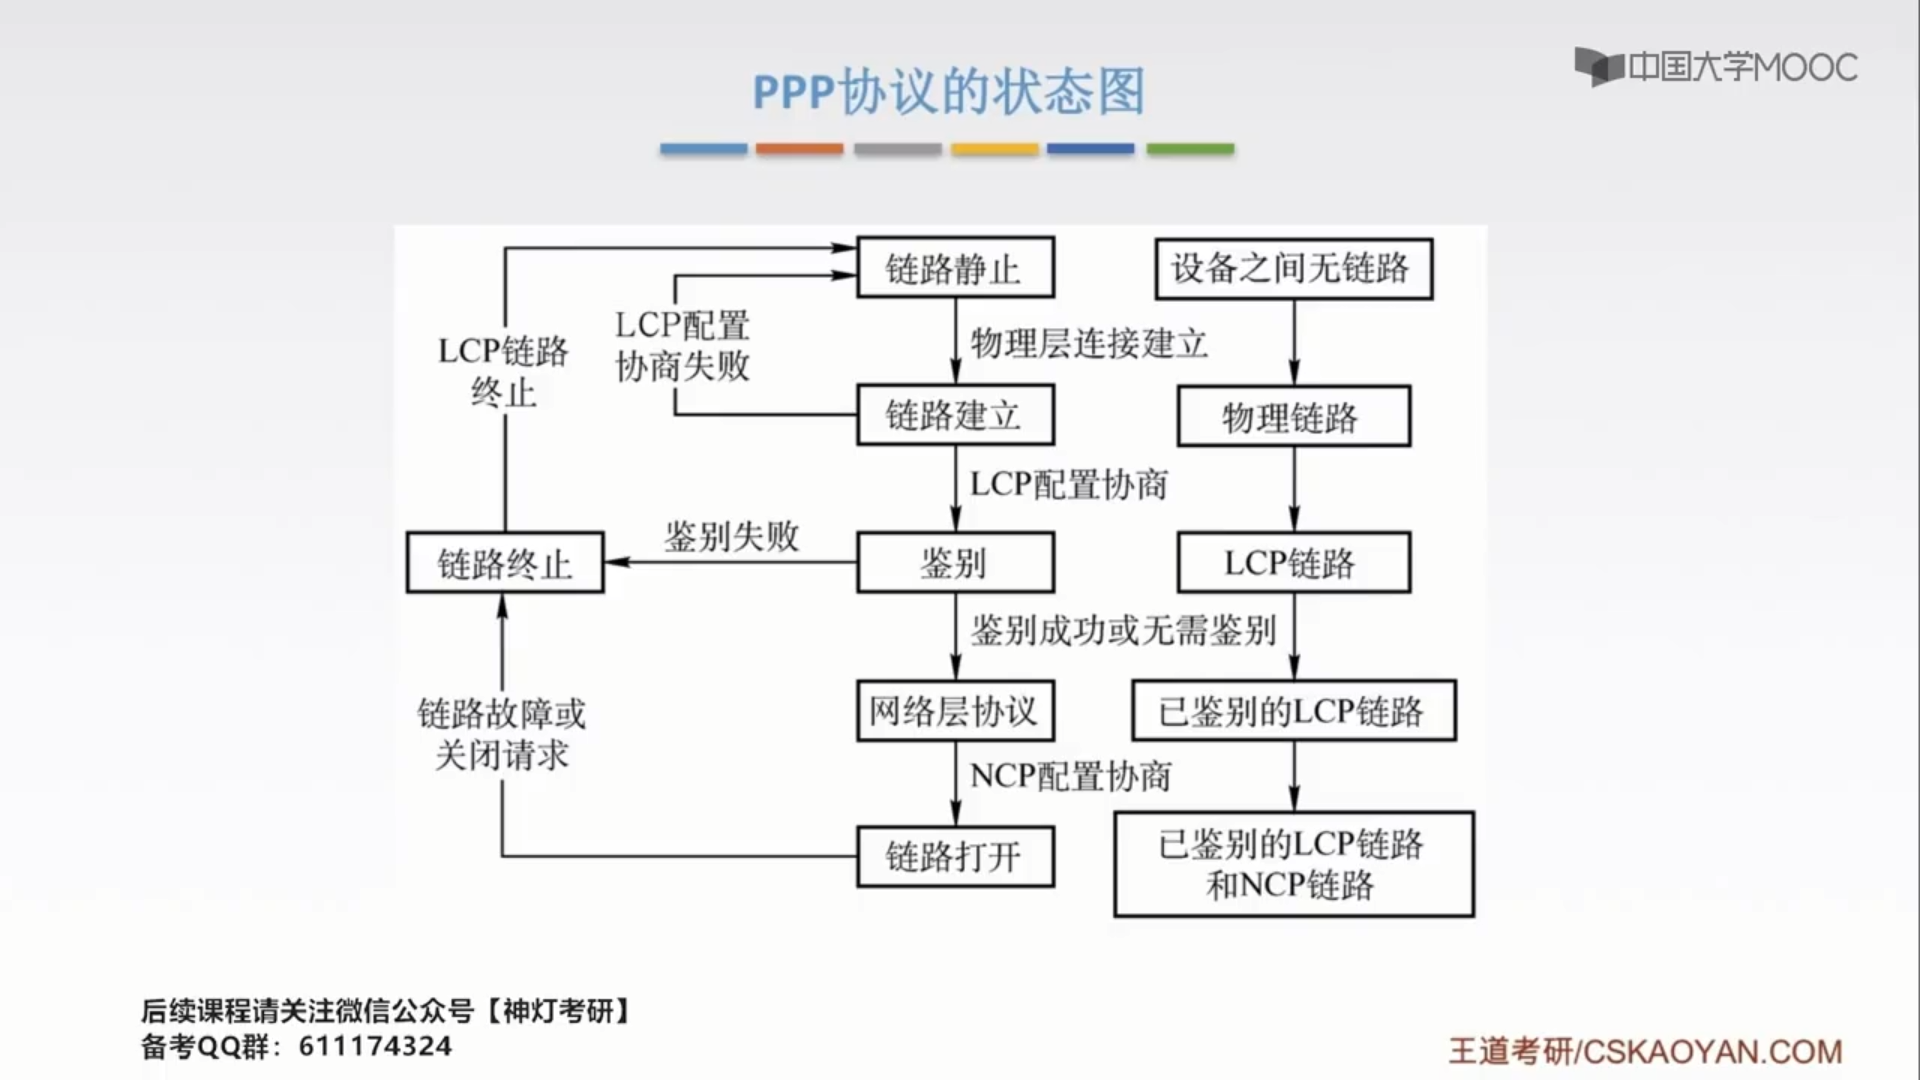 中国大学MOOC
PPP协议的状态图
链路静止
设备之间无链路
LCP配置
协商失败
物理层连接建立
LCP链路
终止
链路建立
物理链路
LCP配置协商
鉴别失败
链路终止
鉴别
LCP链路
鉴别成功或无需鉴别
链路故障或
关闭请求
网络层协议
已鉴别的LCP链路
NCP配置协商
链路打开
已鉴别的LCP链路
和NCP链路
后续课程请关注微信公众号【神灯考研】
备考QQ群：611174324
王道考研/CSKAOYAN.COM